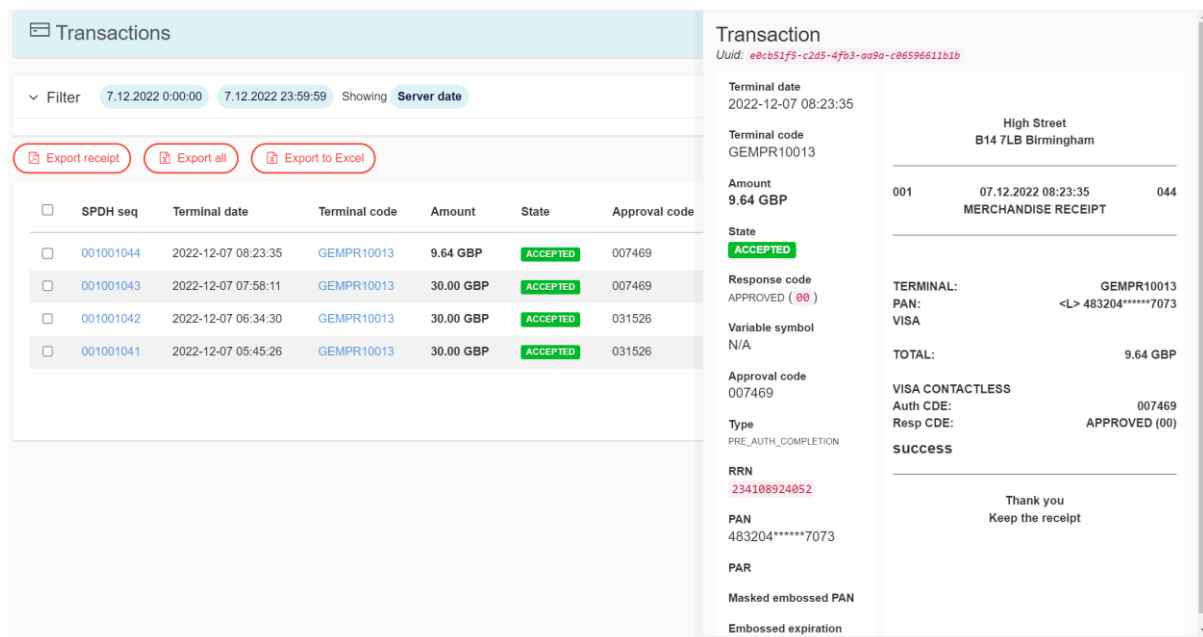 Transactions
Filter 7.12.2022 0:00:00 7.12.2022 23:59:59 Showing Server date
Export receipt Export all Export to Excel
SPDH seq Terminal date Terminal code Amount State Approval code
001001044 2022-12-07 08:23:35 GEMPR10013 9.64 GBP ACCEPTED 007469
001001043 2022-12-07 07:58:11 GEMPR10013 30.00 GBP ACCEPTED 007469
001001042 2022-12-07 06:34:30 GEMPR10013 30.00 GBP ACCEPTED 031526
001001041 2022-12-07 05:45:26 GEMPR10013 30.00 GBP ACCEPTED 031526
Transaction
Uuid: e0cb51f5-c2d5-4fb3-aa9a-c06596611b1b
Terminal date
2022-12-07 08:23:35
Terminal code
GEMPR10013
Amount
9.64 GBP
State
ACCEPTED
Response code
APPROVED ( 00 )
Variable symbol
N/A
Approval code
007469
Type
PRE_AUTH_COMPLETION
RRN
234108924052
PAN
483204******7073
PAR
Masked embossed PAN
Embossed expiration
High Street
B14 7LB Birmingham
001 07.12.2022 08:23:35 044
MERCHANDISE RECEIPT
TERMINAL: GEMPR10013
PAN: <L> 483204******7073
VISA
TOTAL: 9.64 GBP
VISA CONTACTLESS
Auth CDE: 007469
Resp CDE: APPROVED (00)
success
Thank you
Keep the receipt